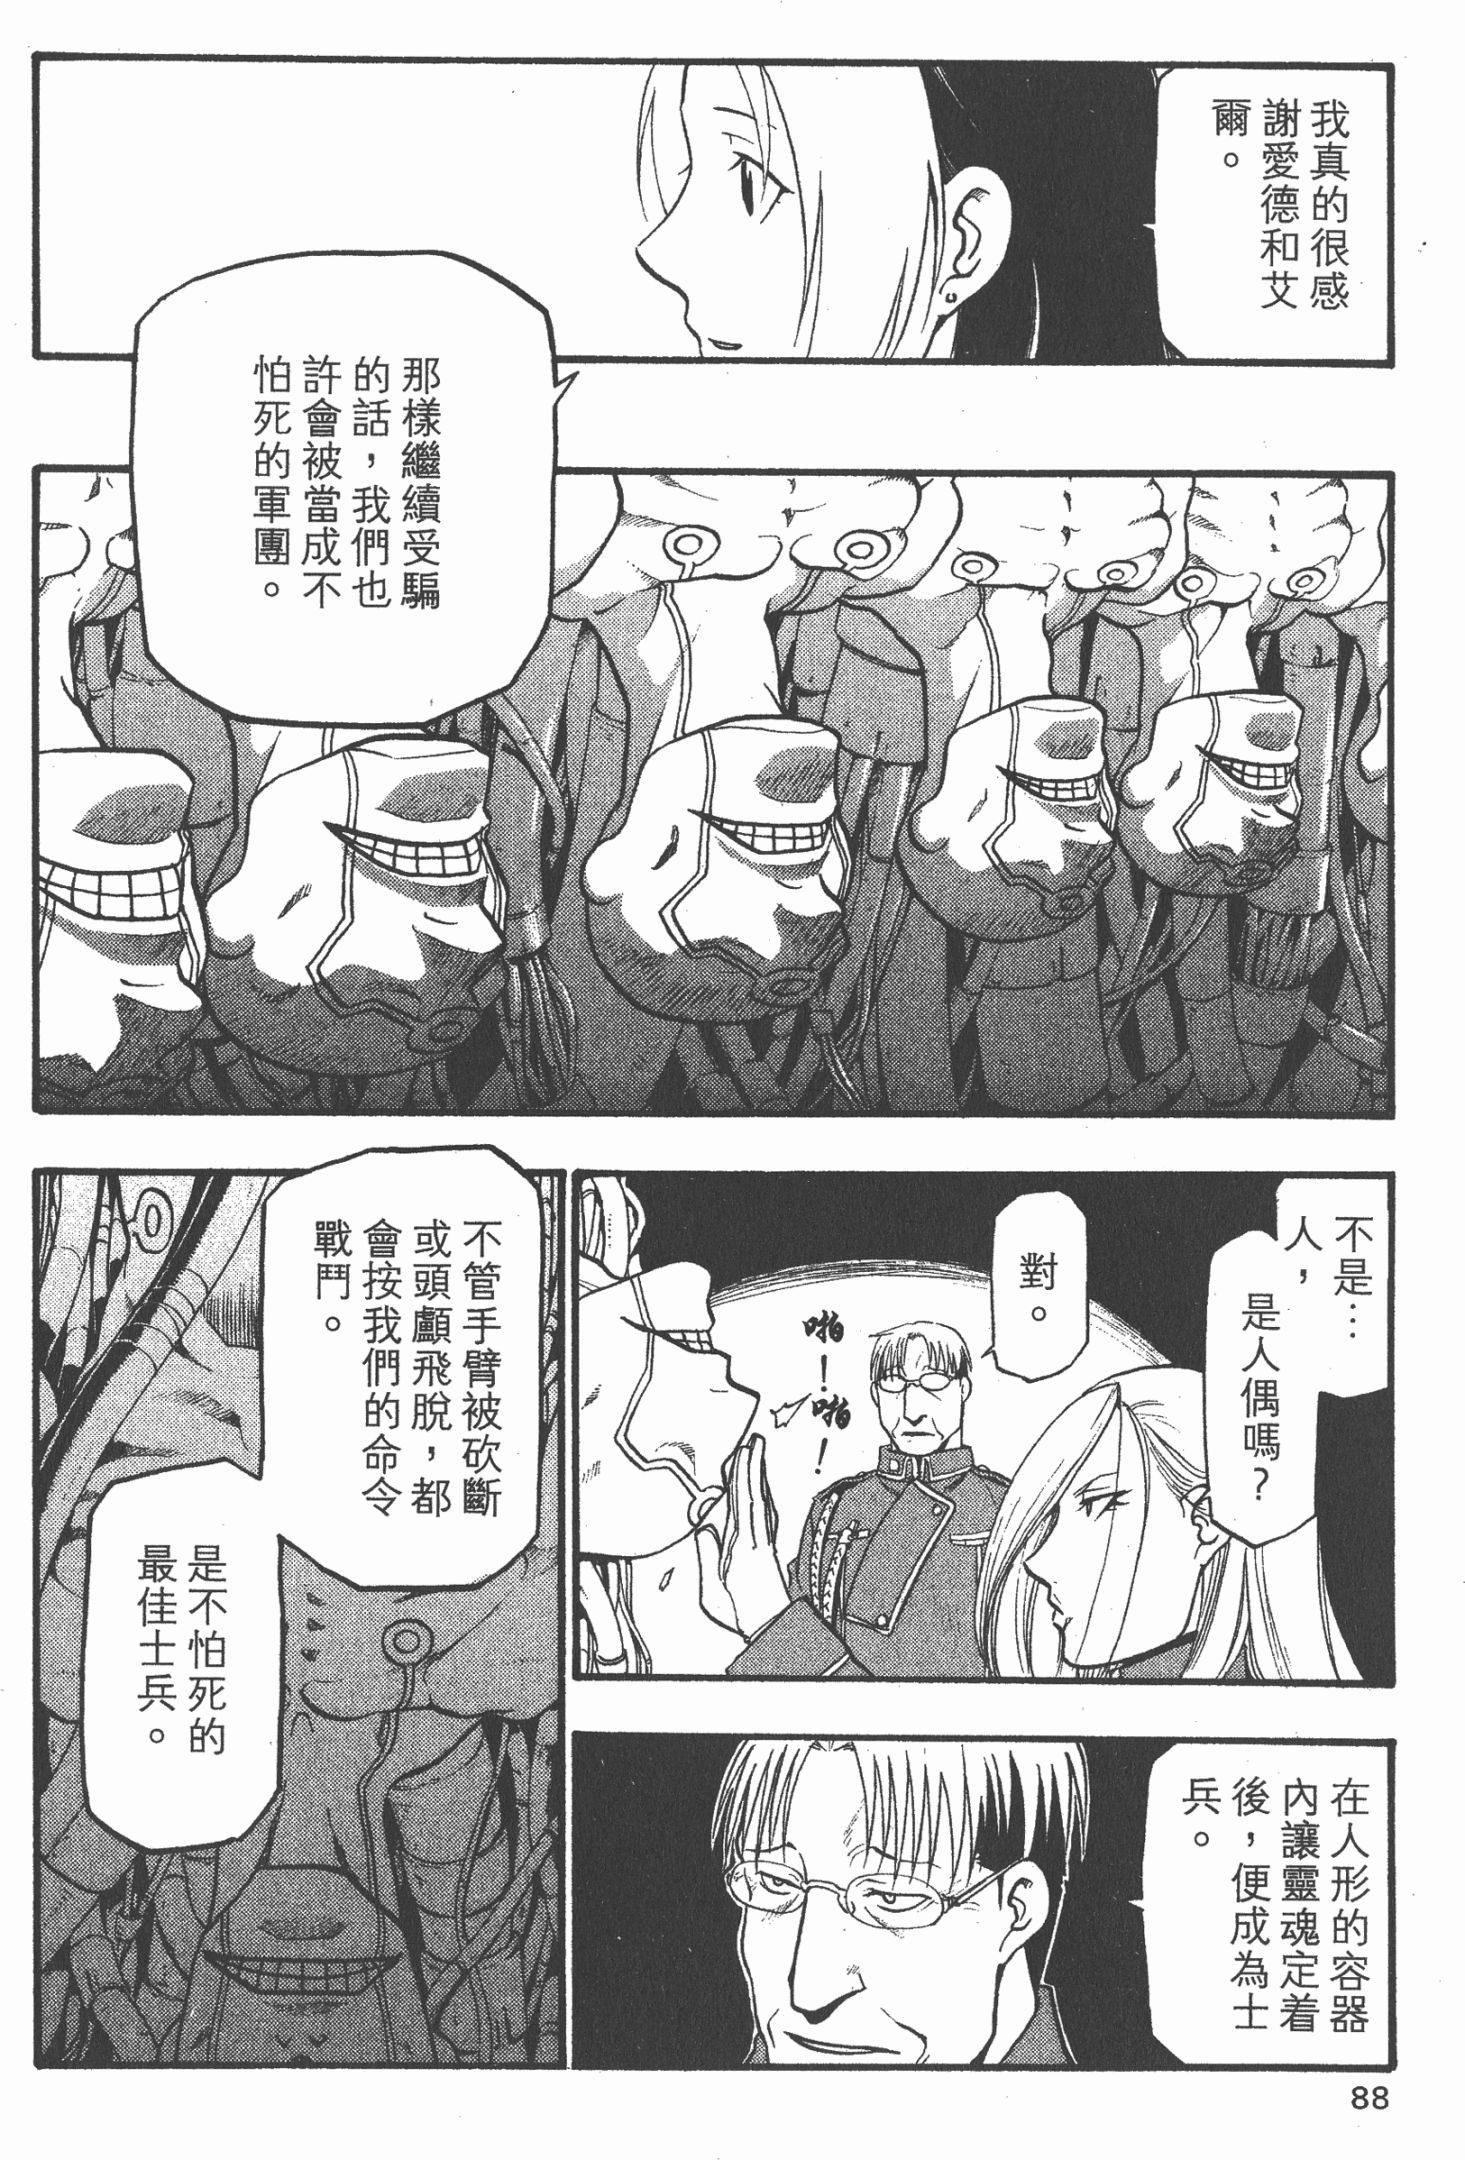 我真的很感
謝愛德和艾
爾。
那樣繼續受騙
的話，我們也
許會被當成不
怕死的軍團。
不是…
人，
是人偶嗎？
對。
啪！啪！
在人形的容器
內讓靈魂定着
後，便成為士
兵。
不管手臂被砍斷
或頭顱飛脫，都
會按我們的命令
戰鬥。
是不怕死的
最佳士兵。
88